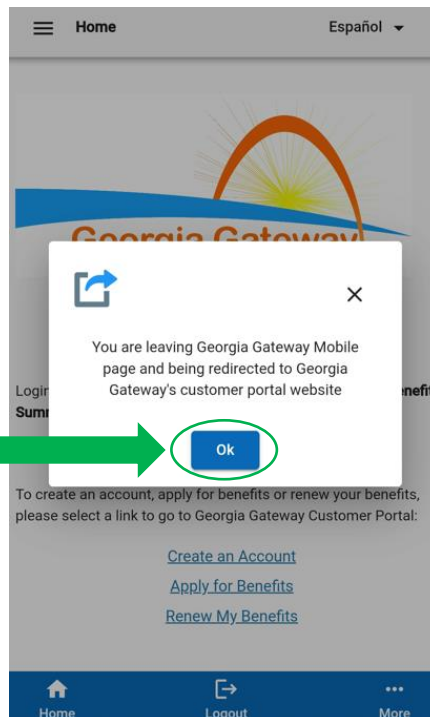 Home
Español
Georgia Gateway
You are leaving Georgia Gateway Mobile
page and being redirected to Georgia
Gateway's customer portal website
Login
Ok
To create an account, apply for benefits or renew your benefits,
please select a link to go to Georgia Gateway Customer Portal:
Create an Account
Apply for Benefits
Renew My Benefits
Home
Logout
More